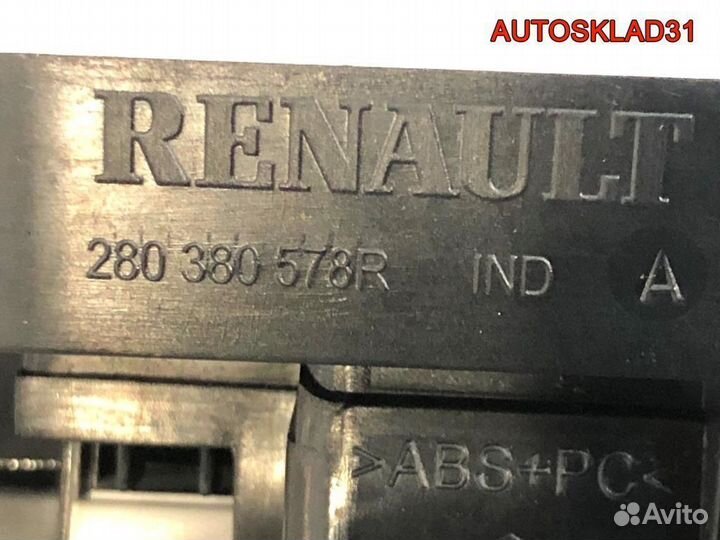 AUTOSKLAD31
RENAULT
280 380 578R IND A
>ABS+PC<
Avito